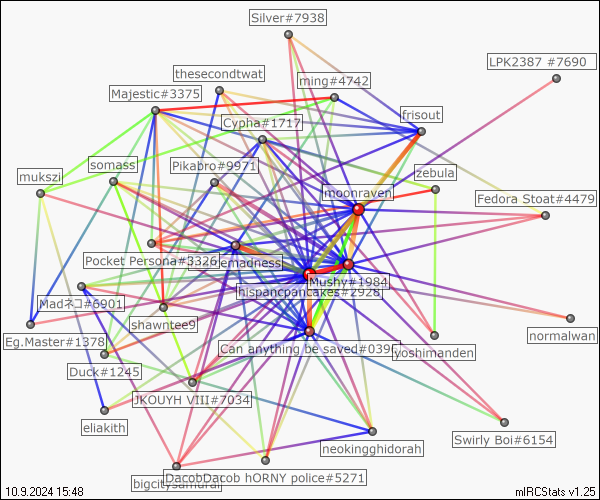 Silver#7938
LPK2387 #7690
thesecondtwat
ming#4742
Majestic#3375
frisout
Cypha#1717
mukszi
somass
Pikabro#9971
zebula
moonraven
Fedora Stoat#4479
Pocket Persona#3326
emadness
Mushy#1984
hispancpancakes#2928
Madネコ#6901
shawntee9
Eg.Master#1378
normalwan
Can anything be saved#0396
yoshimanden
Duck#1245
JKOUYH VIII#7034
eliakith
Swirly Boi#6154
neokingghidorah
DacobDacob hORNY police#5271
bigcitysamurai
10.9.2024 15:48
mIRCStats v1.25